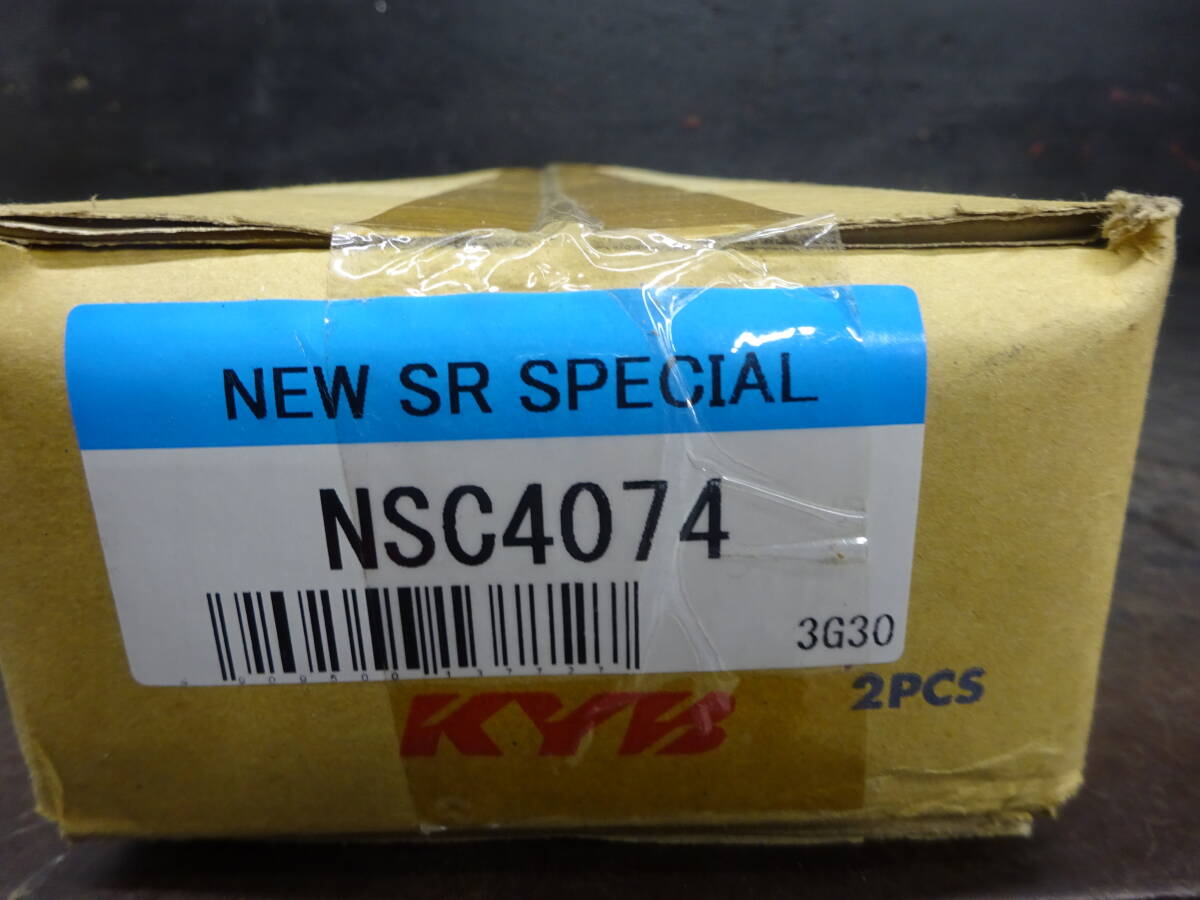 NEW SR SPECIAL
NSC4074
3G30
KYB
2PCS